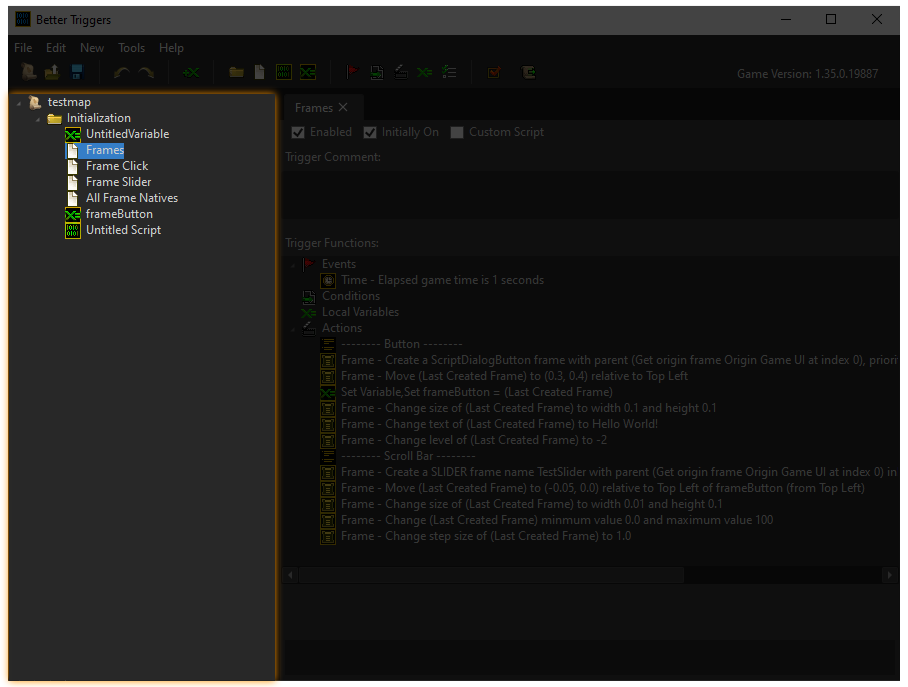 Better Triggers
File Edit New Tools Help
Game Version: 1.35.0.19887
testmap
Initialization
UntitledVariable
Frames
Frame Click
Frame Slider
All Frame Natives
frameButton
Untitled Script
Frames
Enabled Initially On Custom Script
Trigger Comment:
Trigger Functions:
Events
Time - Elapsed game time is 1 seconds
Conditions
Local Variables
Actions
-------- Button --------
Frame - Create a ScriptDialogButton frame with parent (Get origin frame Origin Game UI at index 0), priori
Frame - Move (Last Created Frame) to (0.3, 0.4) relative to Top Left
Set Variable,Set frameButton = (Last Created Frame)
Frame - Change size of (Last Created Frame) to width 0.1 and height 0.1
Frame - Change text of (Last Created Frame) to Hello World!
Frame - Change level of (Last Created Frame) to -2
-------- Scroll Bar --------
Frame - Create a SLIDER frame name TestSlider with parent (Get origin frame Origin Game UI at index 0) in
Frame - Move (Last Created Frame) to (-0.05, 0.0) relative to Top Left of frameButton (from Top Left)
Frame - Change size of (Last Created Frame) to width 0.01 and height 0.1
Frame - Change (Last Created Frame) minmum value 0.0 and maximum value 100
Frame - Change step size of (Last Created Frame) to 1.0